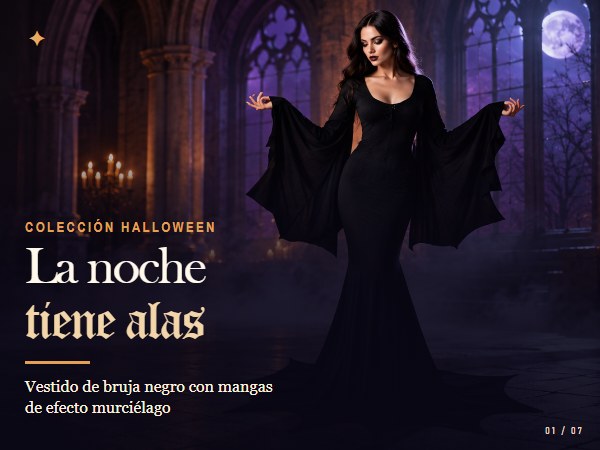 COLECCIÓN HALLOWEEN
La noche
tiene alas
Vestido de bruja negro con mangas
de efecto murciélago
01 / 07